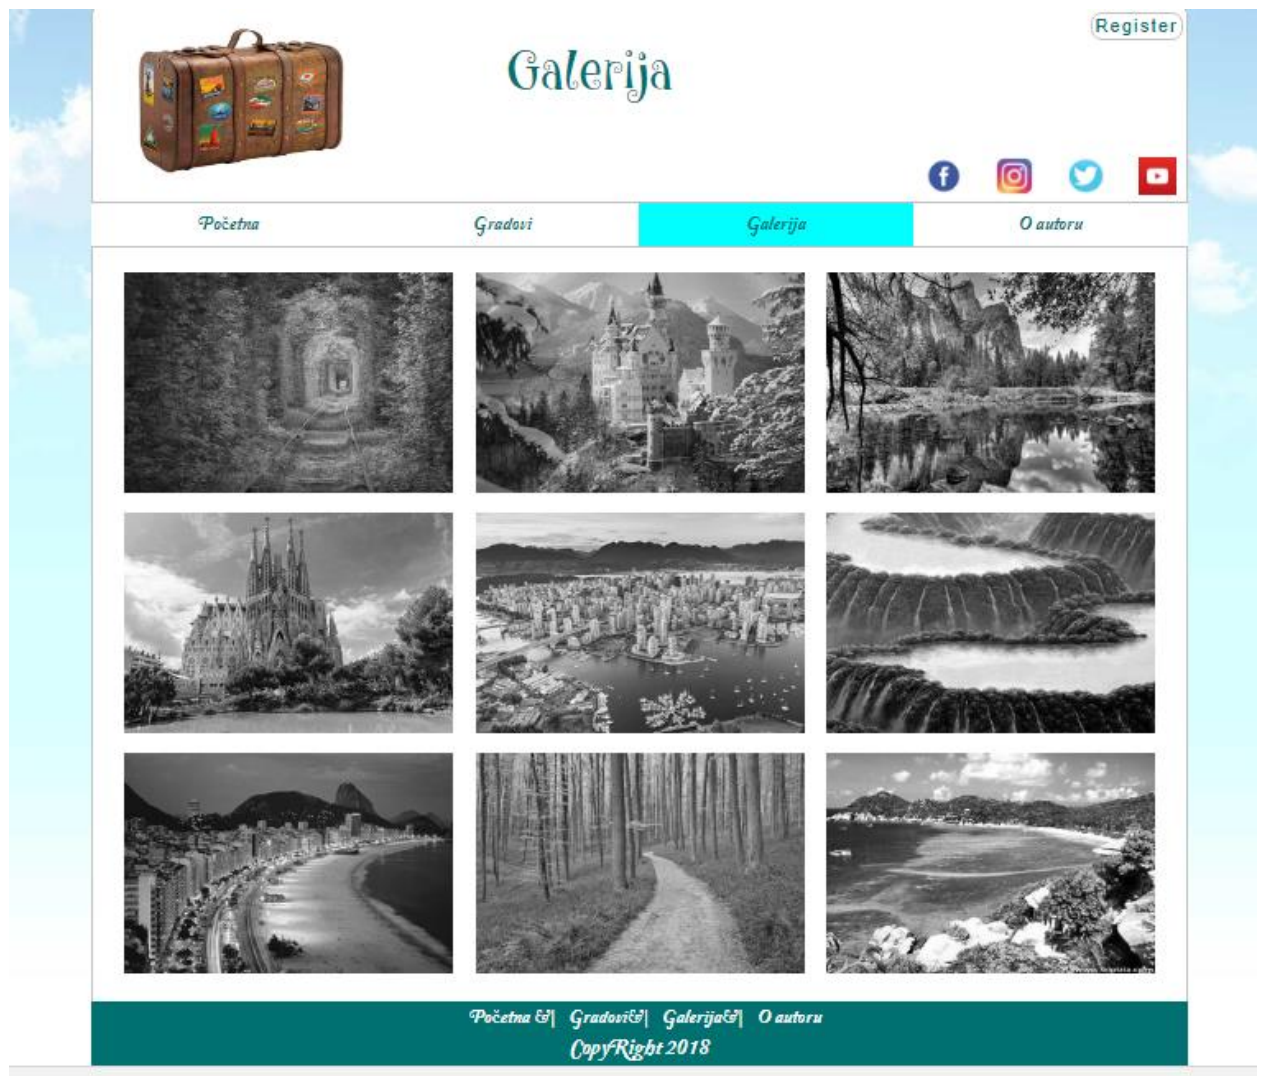 Register
Galerija
Početna Gradovi Galerija O autoru
Početna &| Gradovi&| Galerija&| O autoru
CopyRight 2018